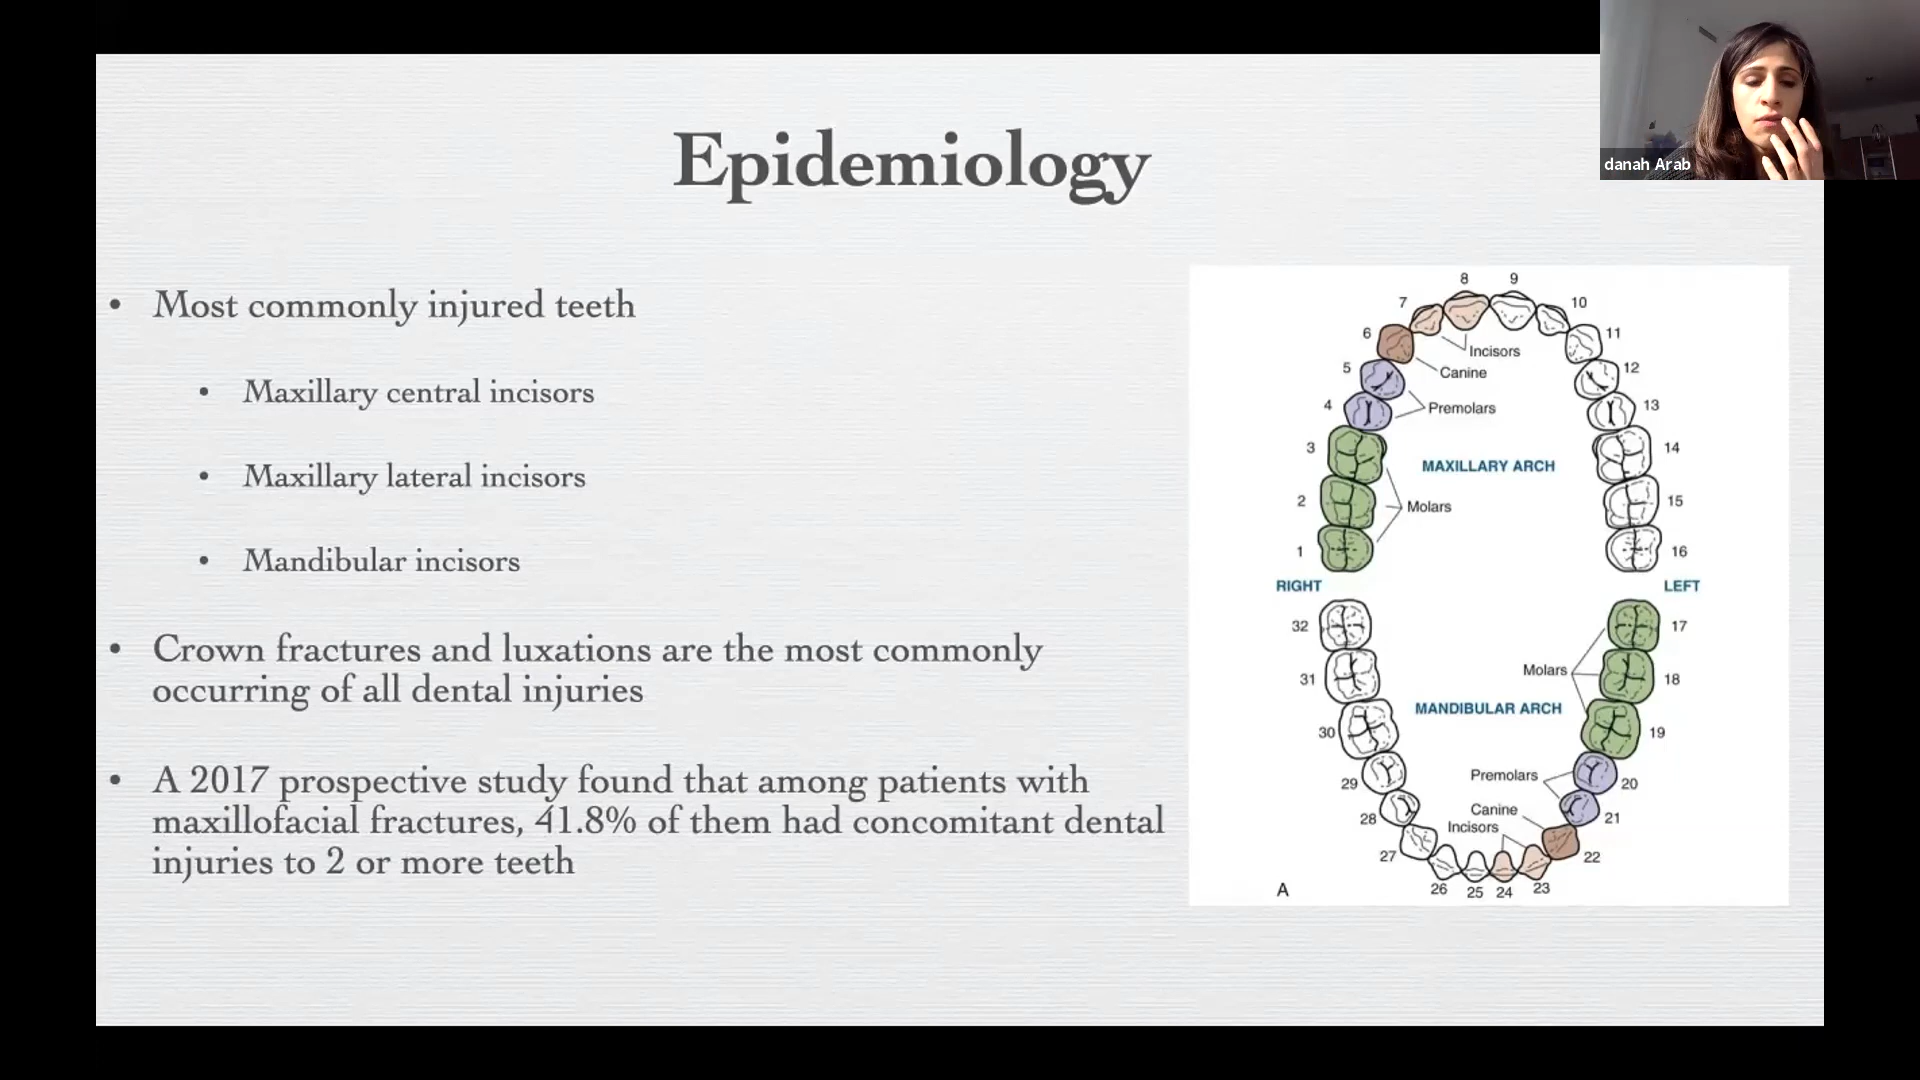 danah Arab
Epidemiology
• Most commonly injured teeth
• Maxillary central incisors
• Maxillary lateral incisors
• Mandibular incisors
• Crown fractures and luxations are the most commonly
occurring of all dental injuries
• A 2017 prospective study found that among patients with
maxillofacial fractures, 41.8% of them had concomitant dental
injuries to 2 or more teeth
8 9
7 10
6 11
Incisors
5 12
Canine
4 13
Premolars
3 14
MAXILLARY ARCH
2 15
Molars
1 16
RIGHT LEFT
32 17
Molars
31 18
MANDIBULAR ARCH
30 19
Premolars
29 20
Canine
28 21
Incisors
27 22
26 25 24 23
A